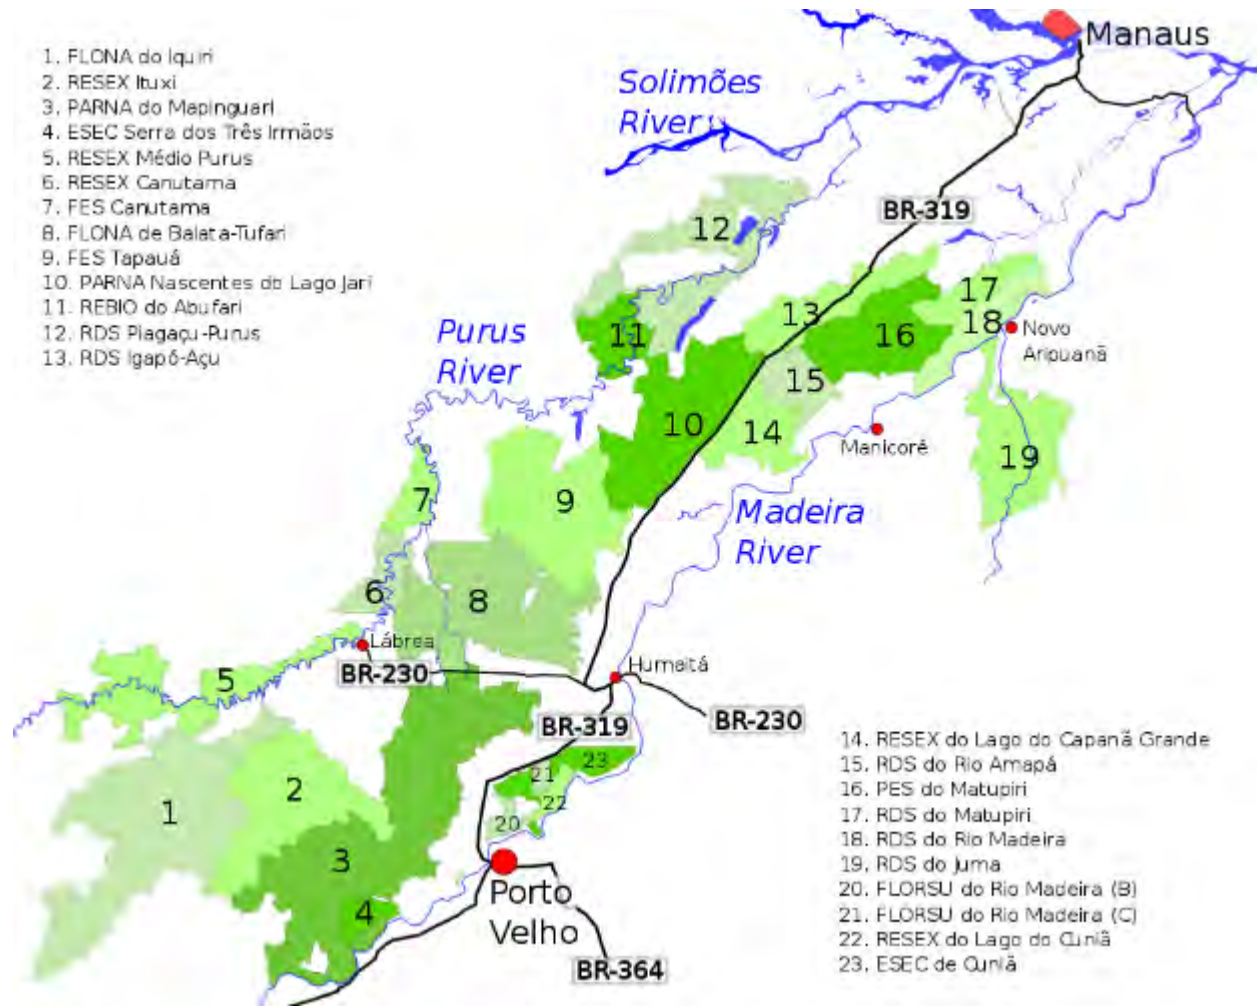 1. FLONA do Iquiri
2. RESEX Ituxi
3. PARNA do Mapinguari
4. ESEC Serra dos Três Irmãos
5. RESEX Médio Purus
6. RESEX Canutama
7. FES Canutama
8. FLONA de Balata-Tufari
9. FES Tapauá
10. PARNA Nascentes do Lago Jari
11. REBIO do Abufari
12. RDS Piagaçu-Purus
13. RDS Igapó-Açu
Manaus
Solimões
River
BR-319
12
17
13
18
16
Novo
Aripuanã
11
Purus
River
15
10
14
Manicoré
19
7
9
Madeira
River
6
8
Lábrea
Humaitá
BR-230
5
BR-319
BR-230
23
21
22
20
2
1
3
4
Porto
Velho
BR-364
14. RESEX do Lago do Capanã Grande
15. RDS do Rio Amapá
16. PES do Matupiri
17. RDS do Matupiri
18. RDS do Rio Madeira
19. RDS do Juma
20. FLORSU do Rio Madeira (B)
21. FLORSU do Rio Madeira (C)
22. RESEX do Lago do Cuniã
23. ESEC de Cuniã